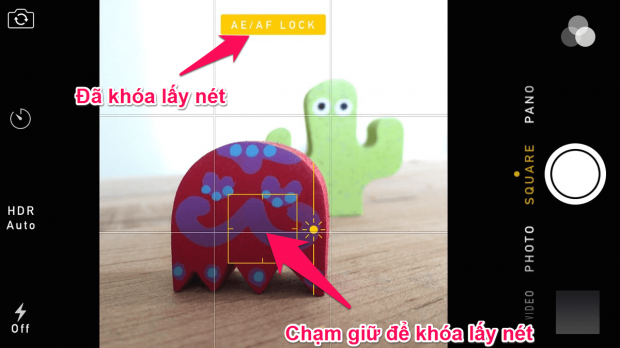 AE/AF LOCK
Đã khóa lấy nét
HDR
Auto
Off
Chạm giữ để khóa lấy nét
VIDEO
PHOTO
SQUARE
PANO